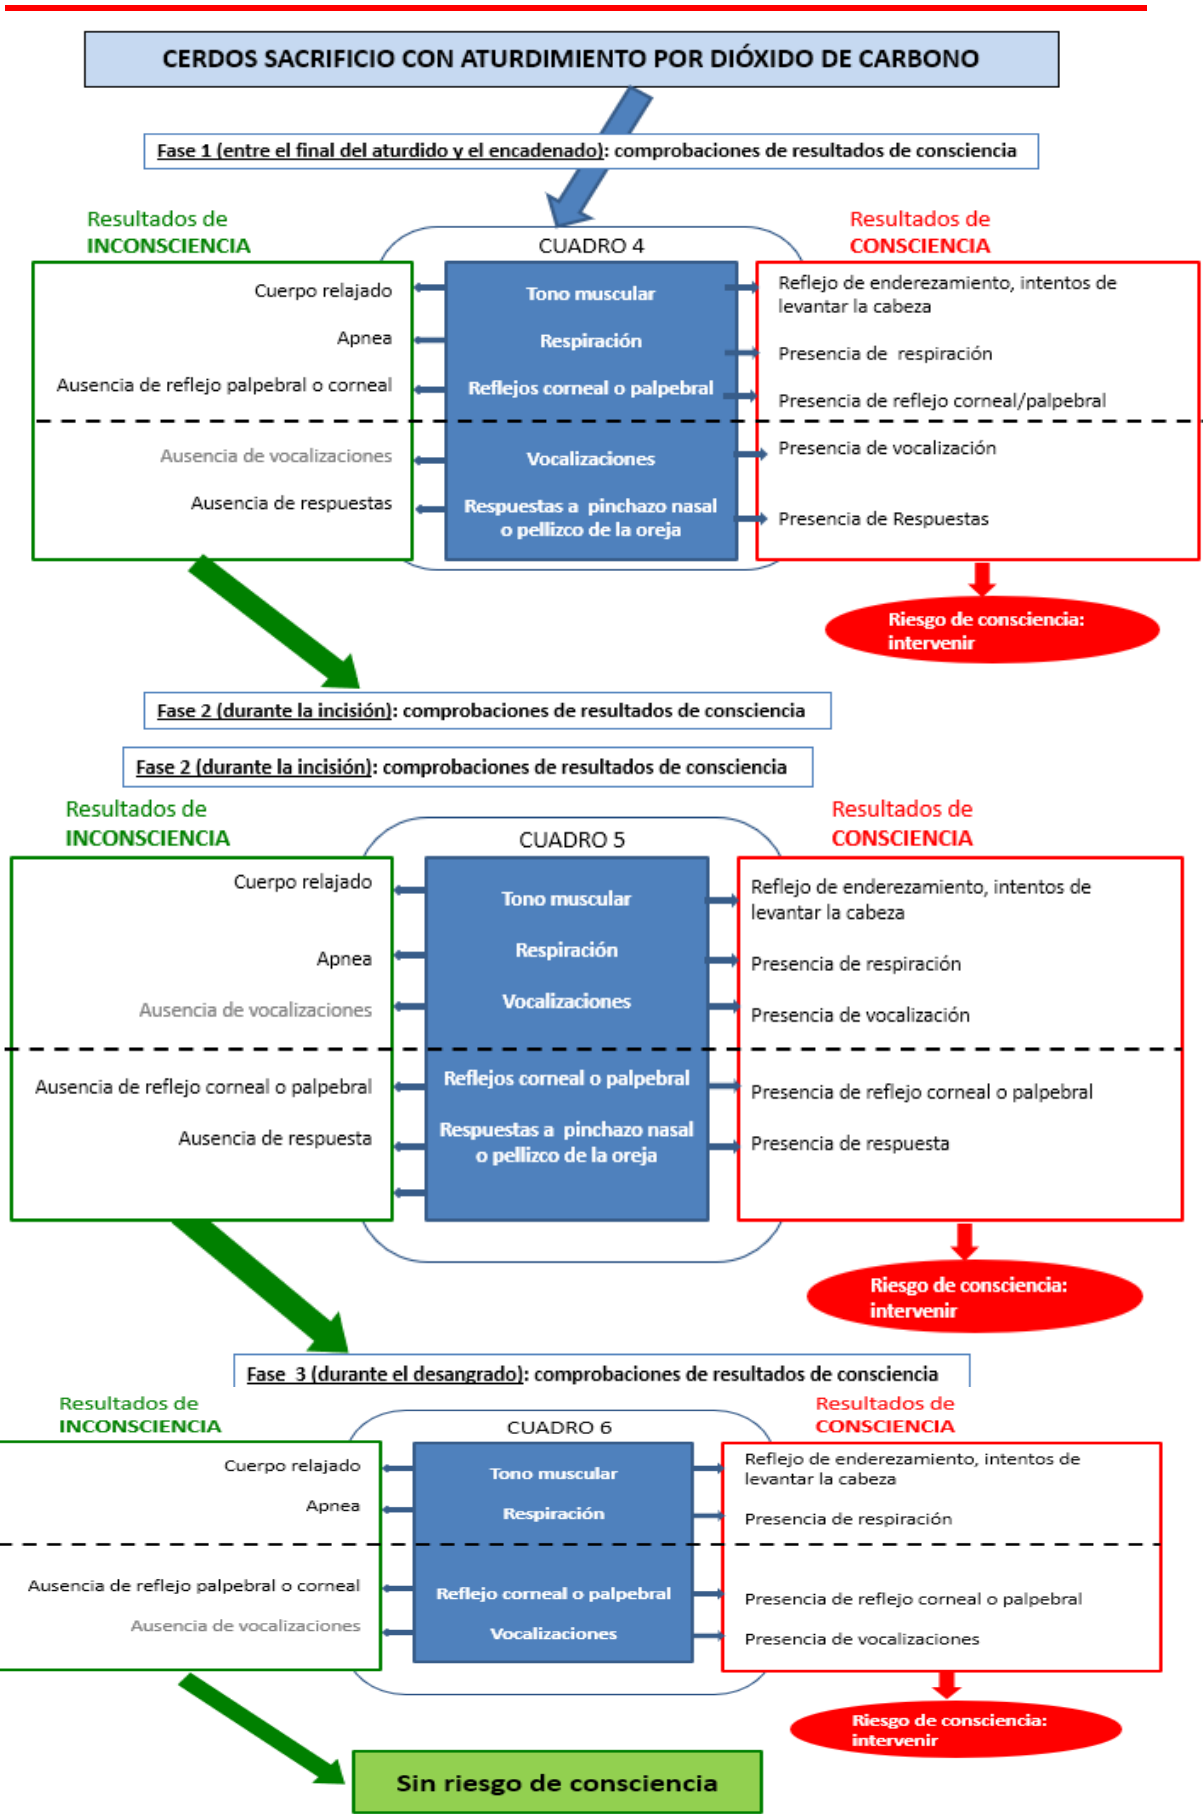 CERDOS SACRIFICIO CON ATURDIMIENTO POR DIÓXIDO DE CARBONO
Fase 1 (entre el final del aturdido y el encadenado): comprobaciones de resultados de consciencia
Resultados de
INCONSCIENCIA
CUADRO 4
Resultados de
CONSCIENCIA
Cuerpo relajado
Apnea
Ausencia de reflejo palpebral o corneal
Ausencia de vocalizaciones
Ausencia de respuestas
Tono muscular
Respiración
Reflejos corneal o palpebral
Vocalizaciones
Respuestas a pinchazo nasal
o pellizco de la oreja
Reflejo de enderezamiento, intentos de
levantar la cabeza
Presencia de respiración
Presencia de reflejo corneal/palpebral
Presencia de vocalización
Presencia de Respuestas
Riesgo de consciencia:
intervenir
Fase 2 (durante la incisión): comprobaciones de resultados de consciencia
Fase 2 (durante la incisión): comprobaciones de resultados de consciencia
Resultados de
INCONSCIENCIA
CUADRO 5
Resultados de
CONSCIENCIA
Cuerpo relajado
Apnea
Ausencia de vocalizaciones
Ausencia de reflejo corneal o palpebral
Ausencia de respuesta
Tono muscular
Respiración
Vocalizaciones
Reflejos corneal o palpebral
Respuestas a pinchazo nasal
o pellizco de la oreja
Reflejo de enderezamiento, intentos de
levantar la cabeza
Presencia de respiración
Presencia de vocalización
Presencia de reflejo corneal o palpebral
Presencia de respuesta
Riesgo de consciencia:
intervenir
Fase 3 (durante el desangrado): comprobaciones de resultados de consciencia
Resultados de
INCONSCIENCIA
CUADRO 6
Resultados de
CONSCIENCIA
Cuerpo relajado
Apnea
Ausencia de reflejo palpebral o corneal
Ausencia de vocalizaciones
Tono muscular
Respiración
Reflejo corneal o palpebral
Vocalizaciones
Reflejo de enderezamiento, intentos de
levantar la cabeza
Presencia de respiración
Presencia de reflejo corneal o palpebral
Presencia de vocalizaciones
Riesgo de consciencia:
intervenir
Sin riesgo de consciencia